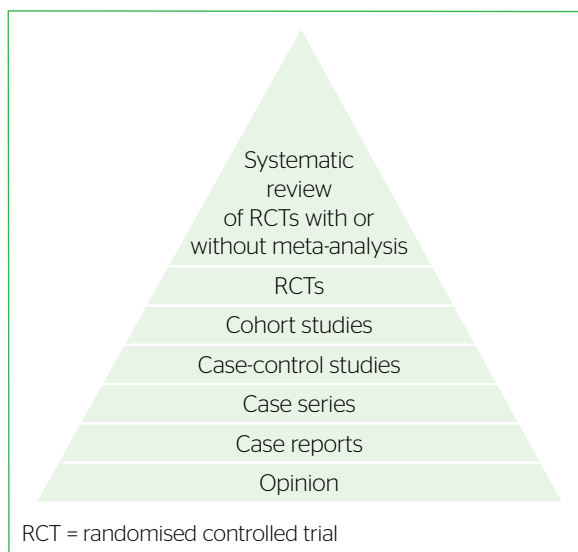 Systematic
review
of RCTs with or
without meta-analysis
RCTs
Cohort studies
Case-control studies
Case series
Case reports
Opinion
RCT = randomised controlled trial